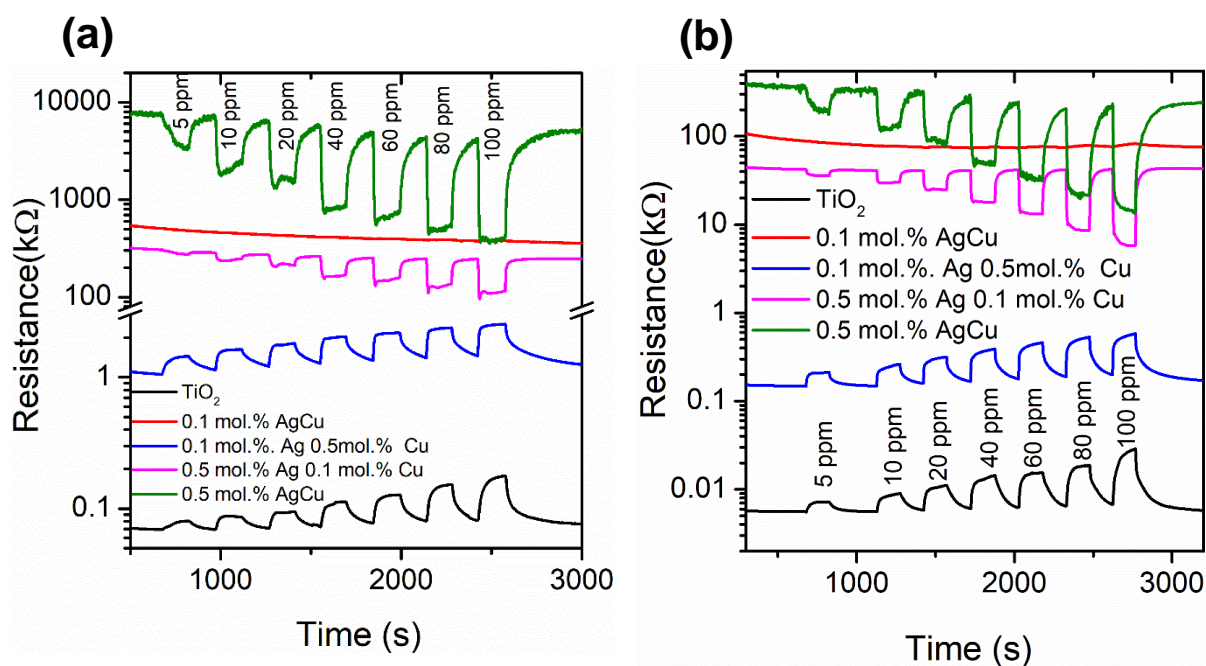 (a)
10000
1000
100
1
0.1
Resistance(kΩ)
5 ppm
10 ppm
20 ppm
40 ppm
60 ppm
80 ppm
100 ppm
TiO₂
0.1 mol.% AgCu
0.1 mol.%. Ag 0.5mol.% Cu
0.5 mol.% Ag 0.1 mol.% Cu
0.5 mol.% AgCu
1000
2000
3000
Time (s)
(b)
100
10
1
0.1
0.01
Resistance(kΩ)
TiO₂
0.1 mol.% AgCu
0.1 mol.%. Ag 0.5mol.% Cu
0.5 mol.% Ag 0.1 mol.% Cu
0.5 mol.% AgCu
5 ppm
10 ppm
20 ppm
40 ppm
60 ppm
80 ppm
100 ppm
1000
2000
3000
Time (s)